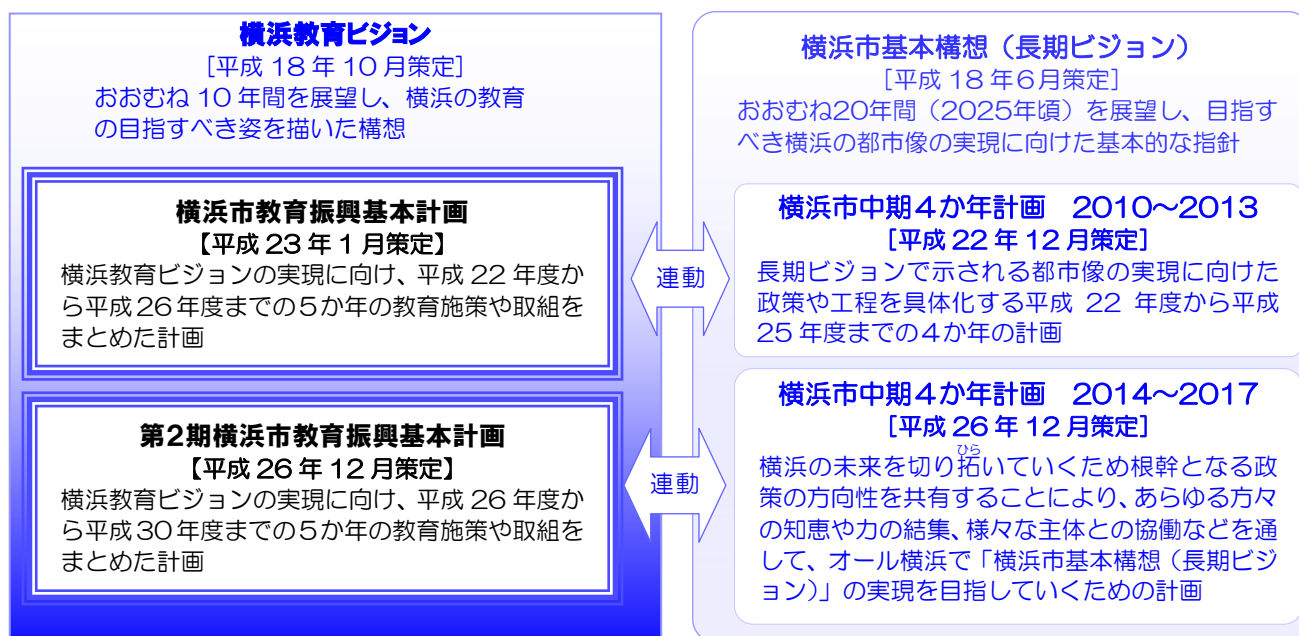 横浜教育ビジョン
[平成 18 年 10 月策定]
おおむね 10 年間を展望し、横浜の教育
の目指すべき姿を描いた構想
横浜市教育振興基本計画
【平成 23 年 1 月策定】
横浜教育ビジョンの実現に向け、平成 22 年度か
ら平成26年度までの5か年の教育施策や取組を
まとめた計画
第2期横浜市教育振興基本計画
【平成 26 年 12 月策定】
横浜教育ビジョンの実現に向け、平成 26 年度か
ら平成30年度までの5か年の教育施策や取組を
まとめた計画
連動
連動
横浜市基本構想（長期ビジョン）
[平成 18 年６月策定]
おおむね20年間（2025年頃）を展望し、目指す
べき横浜の都市像の実現に向けた基本的な指針
横浜市中期４か年計画　2010～2013
[平成 22 年 12 月策定]
長期ビジョンで示される都市像の実現に向けた
政策や工程を具体化する平成 22 年度から平成
25 年度までの４か年の計画
横浜市中期４か年計画　2014～2017
[平成 26 年 12 月策定]
ひら
横浜の未来を切り拓いていくため根幹となる政
策の方向性を共有することにより、あらゆる方々
の知恵や力の結集、様々な主体との協働などを通
して、オール横浜で「横浜市基本構想（長期ビジ
ョン）」の実現を目指していくための計画